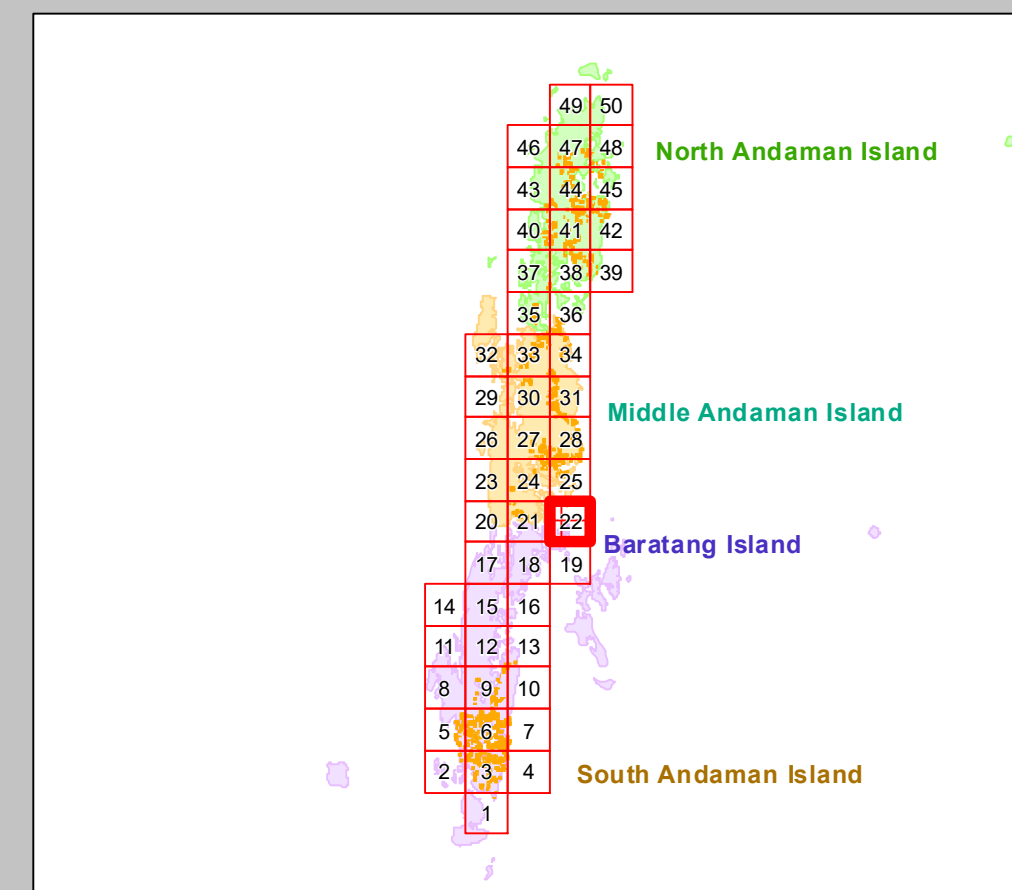 49 50
46 47 48
North Andaman Island
43 44 45
40 41 42
37 38 39
35 36
32 33 34
29 30 31
Middle Andaman Island
26 27 28
23 24 25
20 21 22
Baratang Island
17 18 19
14 15 16
11 12 13
8 9 10
5 6 7
2 3 4
South Andaman Island
1